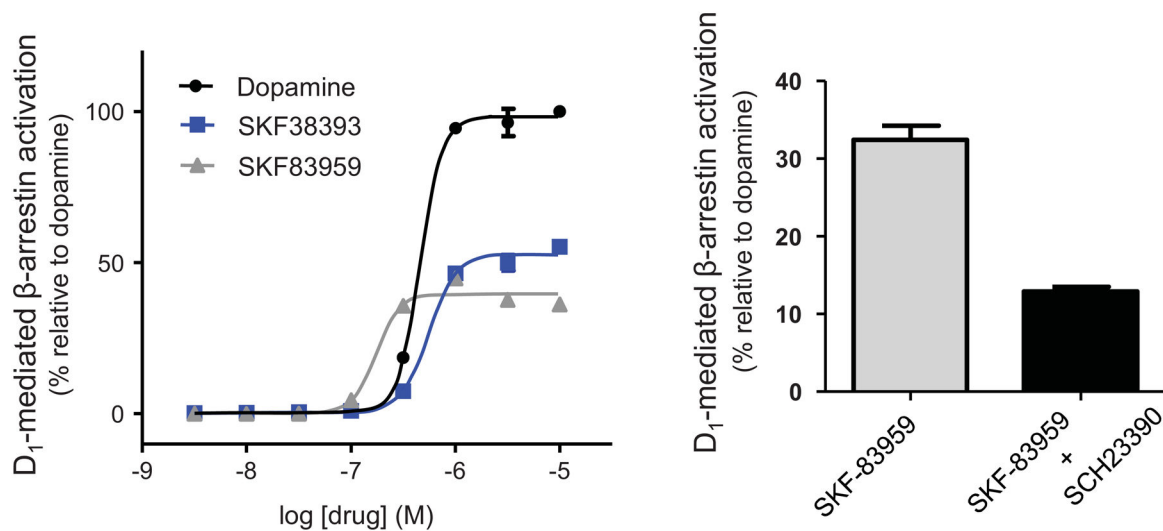 D₁-mediated β-arrestin activation
(% relative to dopamine)
100
50
0
Dopamine
SKF38393
SKF83959
-9
-8
-7
-6
-5
log [drug] (M)
D₁-mediated β-arrestin activation
(% relative to dopamine)
40
30
20
10
0
SKF-83959
SKF-83959
+
SCH23390